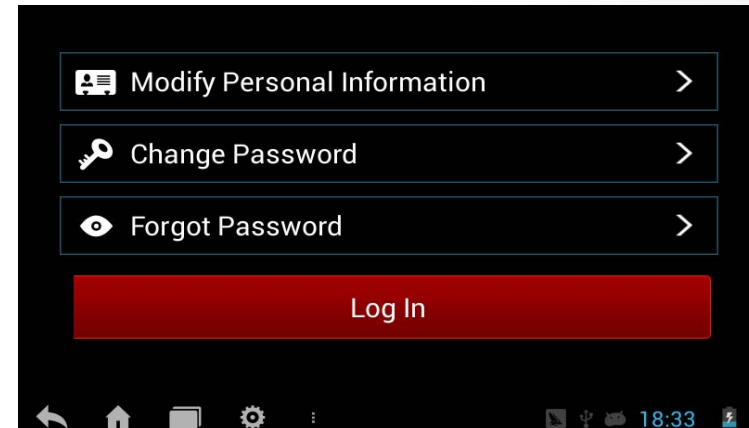 Modify Personal Information
Change Password
Forgot Password
Log In
18:33